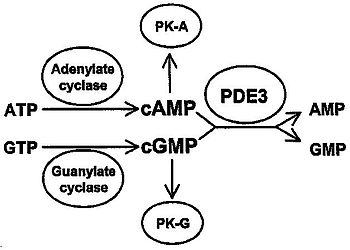 PK-A
Adenylate
cyclase
PDE3
ATP
cAMP
AMP
GTP
cGMP
GMP
Guanylate
cyclase
PK-G